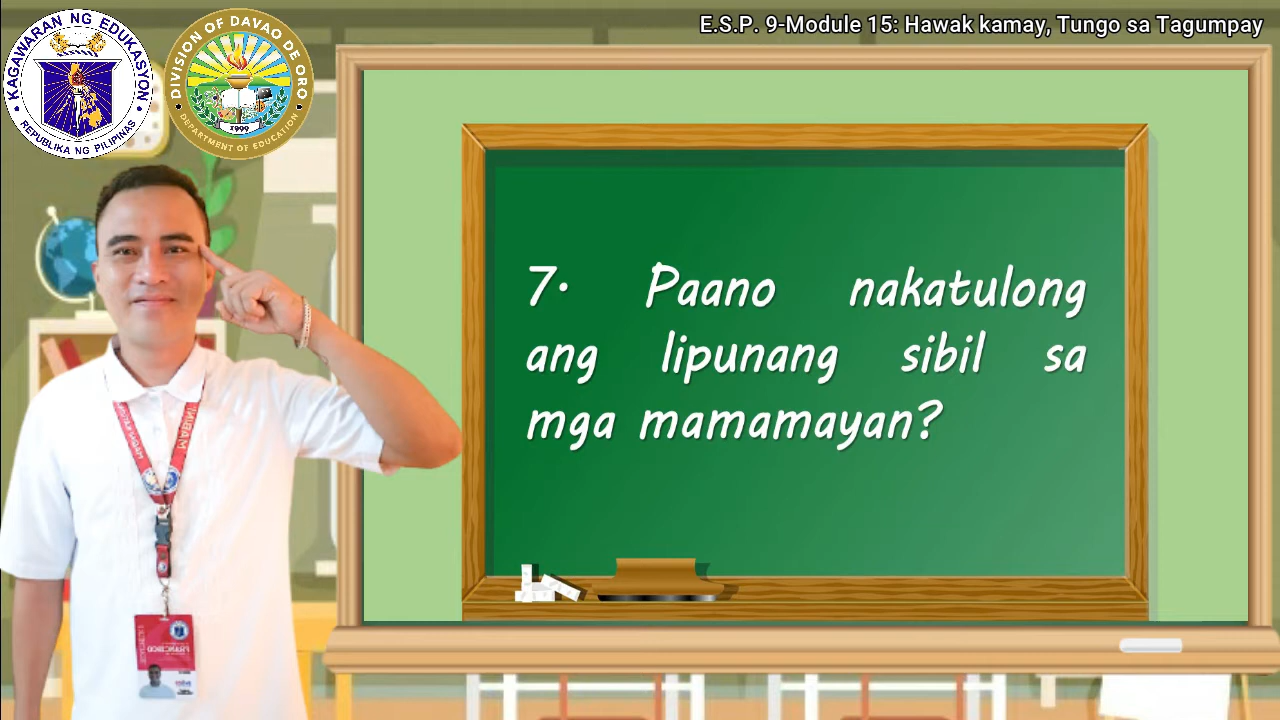 E.S.P. 9-Module 15: Hawak kamay, Tungo sa Tagumpay
KAGAWARAN NG EDUKASYON
REPUBLIKA NG PILIPINAS
DIVISION OF DAVAO DE ORO
1999
DEPARTMENT OF EDUCATION
7. Paano nakatulong
ang lipunang sibil sa
mga mamamayan?
FRANCISCO